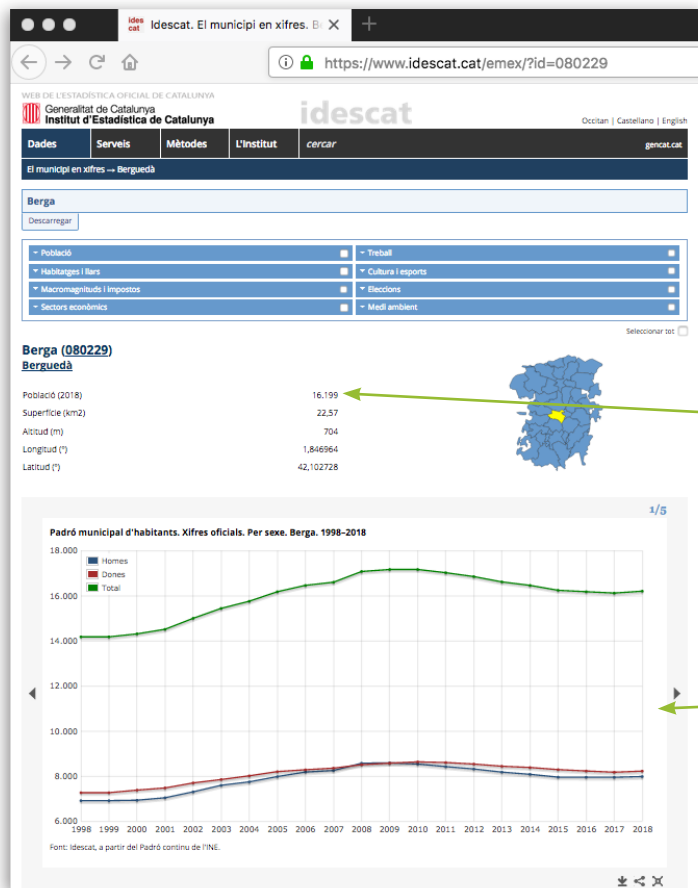 ides
cat
Idescat. El municipi en xifres. B
https://www.idescat.cat/emex/?id=080229
WEB DE L'ESTADÍSTICA OFICIAL DE CATALUNYA
Generalitat de Catalunya
Institut d'Estadística de Catalunya
idescat
Occitan | Castellano | English
Dades Serveis Mètodes L'Institut cercar gencat.cat
El municipi en xifres → Berguedà
Berga
Descarregar
Població Treball
Habitatges i llars Cultura i esports
Macromagnituds i impostos Eleccions
Sectors econòmics Medi ambient
Seleccionar tot
Berga (080229)
Berguedà
Població (2018) 16.199
Superfície (km2) 22,57
Altitud (m) 704
Longitud (°) 1,846964
Latitud (°) 42,102728
1/5
Padró municipal d'habitants. Xifres oficials. Per sexe. Berga. 1998–2018
18.000
Homes
Dones
Total
16.000
14.000
12.000
10.000
8.000
6.000
1998 1999 2000 2001 2002 2003 2004 2005 2006 2007 2008 2009 2010 2011 2012 2013 2014 2015 2016 2017 2018
Font: Idescat, a partir del Padró continu de l'INE.